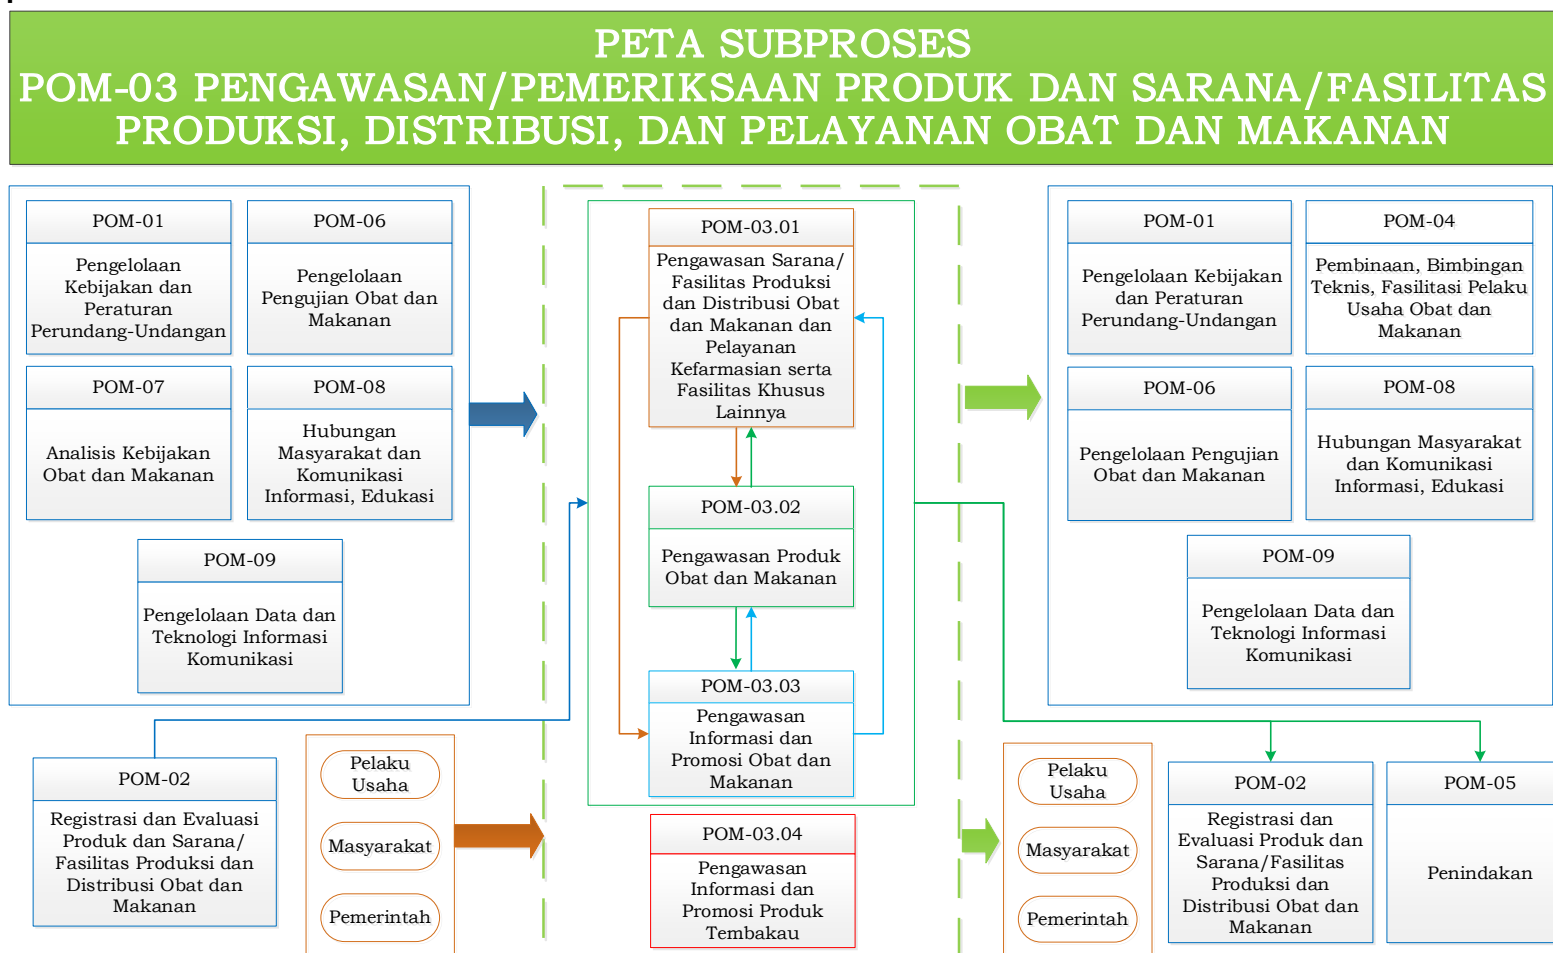 PETA SUBPROSES
POM-03 PENGAWASAN/PEMERIKSAAN PRODUK DAN SARANA/FASILITAS
PRODUKSI, DISTRIBUSI, DAN PELAYANAN OBAT DAN MAKANAN
POM-01
Pengelolaan
Kebijakan dan
Peraturan
Perundang-Undangan
POM-06
Pengelolaan
Pengujian Obat dan
Makanan
POM-07
Analisis Kebijakan
Obat dan Makanan
POM-08
Hubungan
Masyarakat dan
Komunikasi
Informasi, Edukasi
POM-09
Pengelolaan Data dan
Teknologi Informasi
Komunikasi
POM-02
Registrasi dan Evaluasi
Produk dan Sarana/
Fasilitas Produksi dan
Distribusi Obat dan
Makanan
Pelaku
Usaha
Masyarakat
Pemerintah
POM-03.01
Pengawasan Sarana/
Fasilitas Produksi
dan Distribusi Obat
dan Makanan dan
Pelayanan
Kefarmasian serta
Fasilitas Khusus
Lainnya
POM-03.02
Pengawasan Produk
Obat dan Makanan
POM-03.03
Pengawasan
Informasi dan
Promosi Obat dan
Makanan
POM-03.04
Pengawasan
Informasi dan
Promosi Produk
Tembakau
POM-01
Pengelolaan Kebijakan
dan Peraturan
Perundang-Undangan
POM-04
Pembinaan, Bimbingan
Teknis, Fasilitasi Pelaku
Usaha Obat dan
Makanan
POM-06
Pengelolaan Pengujian
Obat dan Makanan
POM-08
Hubungan Masyarakat
dan Komunikasi
Informasi, Edukasi
POM-09
Pengelolaan Data dan
Teknologi Informasi
Komunikasi
Pelaku
Usaha
Masyarakat
Pemerintah
POM-02
Registrasi dan
Evaluasi Produk dan
Sarana/Fasilitas
Produksi dan
Distribusi Obat dan
Makanan
POM-05
Penindakan